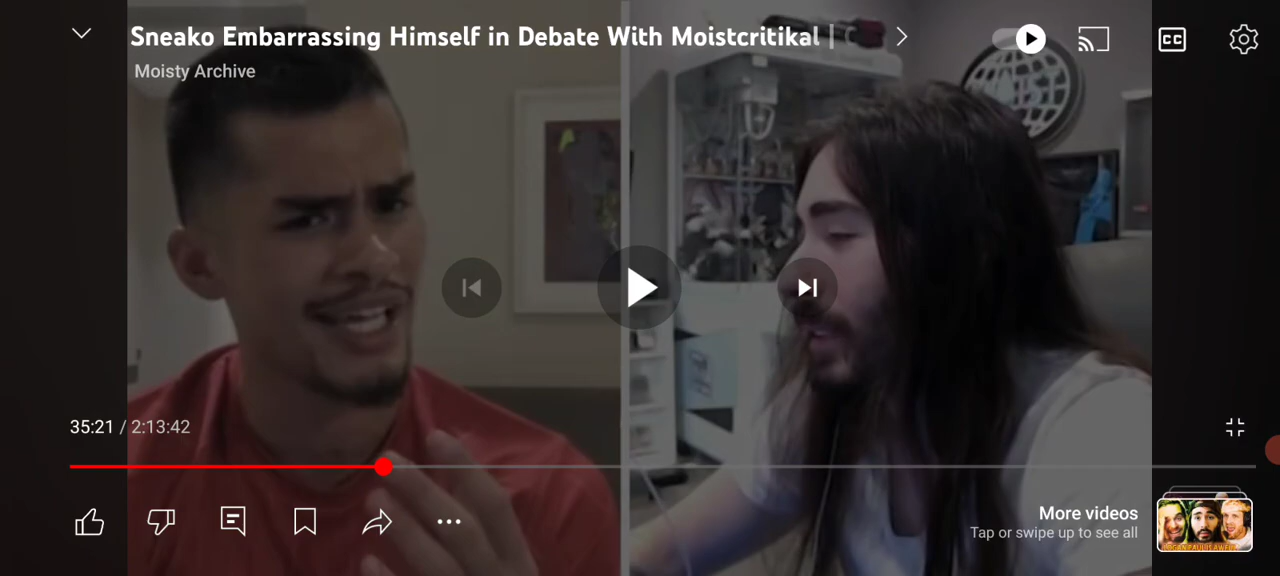 Sneako Embarrassing Himself in Debate With Moistcritikal |
Moisty Archive
CC
35:21 / 2:13:42
More videos
Tap or swipe up to see all